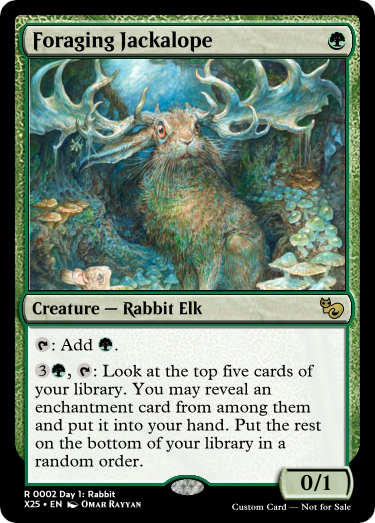 Foraging Jackalope
Creature — Rabbit Elk
: Add .
3, : Look at the top five cards of
your library. You may reveal an
enchantment card from among them
and put it into your hand. Put the rest
on the bottom of your library in a
random order.
0/1
R 0002 Day 1: Rabbit
X25 • EN Omar Rayyan
Custom Card — Not for Sale